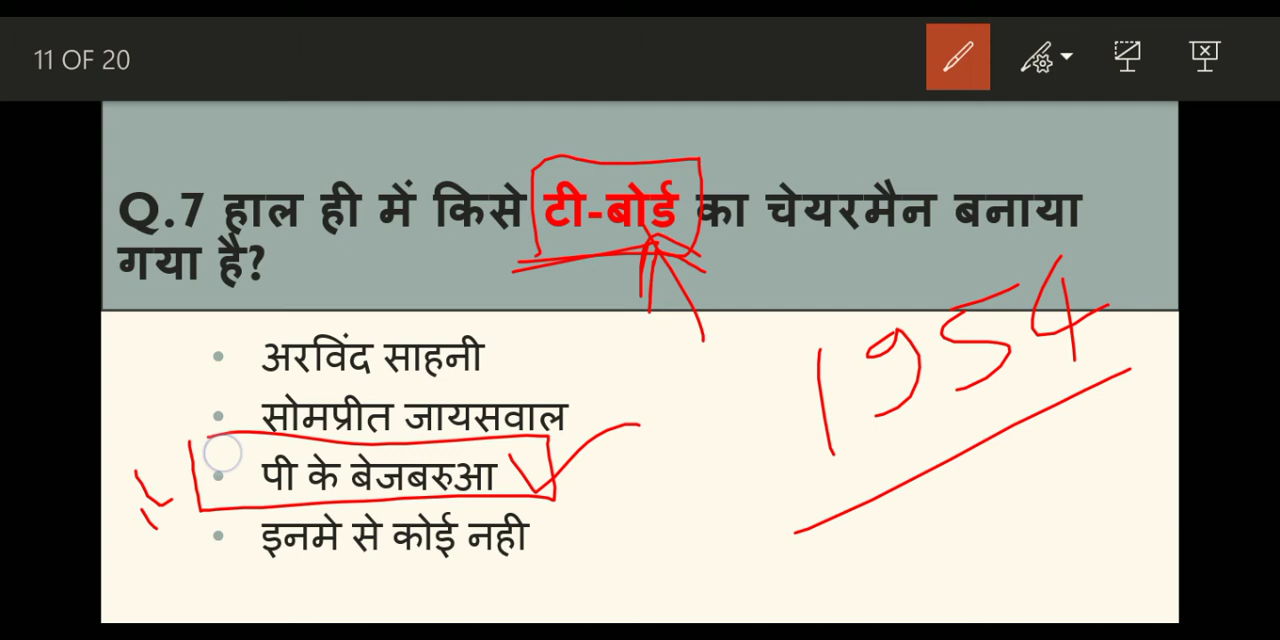 11 OF 20
Q.7 हाल ही में किसे टी-बोर्ड का चेयरमैन बनाया
गया है?
1954
• अरविंद साहनी
• सोमप्रीत जायसवाल
• पी के बेजबरुआ
• इनमे से कोई नही